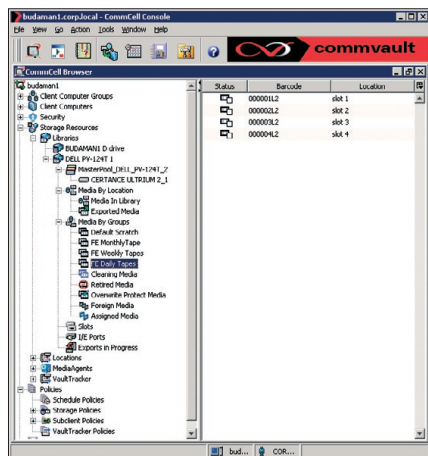 budaman1.corp.local - CommCell Console
File View Go Action Tools Window Help
commvault
CommCell Browser
budaman1
Client Computer Groups
Client Computers
Security
Storage Resources
Libraries
BUDAMAN1 D drive
DELL PV-124T 1
MasterPool_DELL_PV-124T_2
CERTANCE ULTRIUM 2_1
Media By Location
Media In Library
Exported Media
Media By Groups
Default Scratch
FE MonthlyTape
FE Weekly Tapes
FE Daily Tapes
Cleaning Media
Retired Media
Overwrite Protect Media
Foreign Media
Assigned Media
Slots
I/E Ports
Exports in Progress
Locations
MediaAgents
VaultTracker
Policies
Schedule Policies
Storage Policies
Subclient Policies
VaultTracker Policies
Status Barcode Location
000001L2 slot 1
000002L2 slot 2
000003L2 slot 3
000004L2 slot 4
bud... COR...